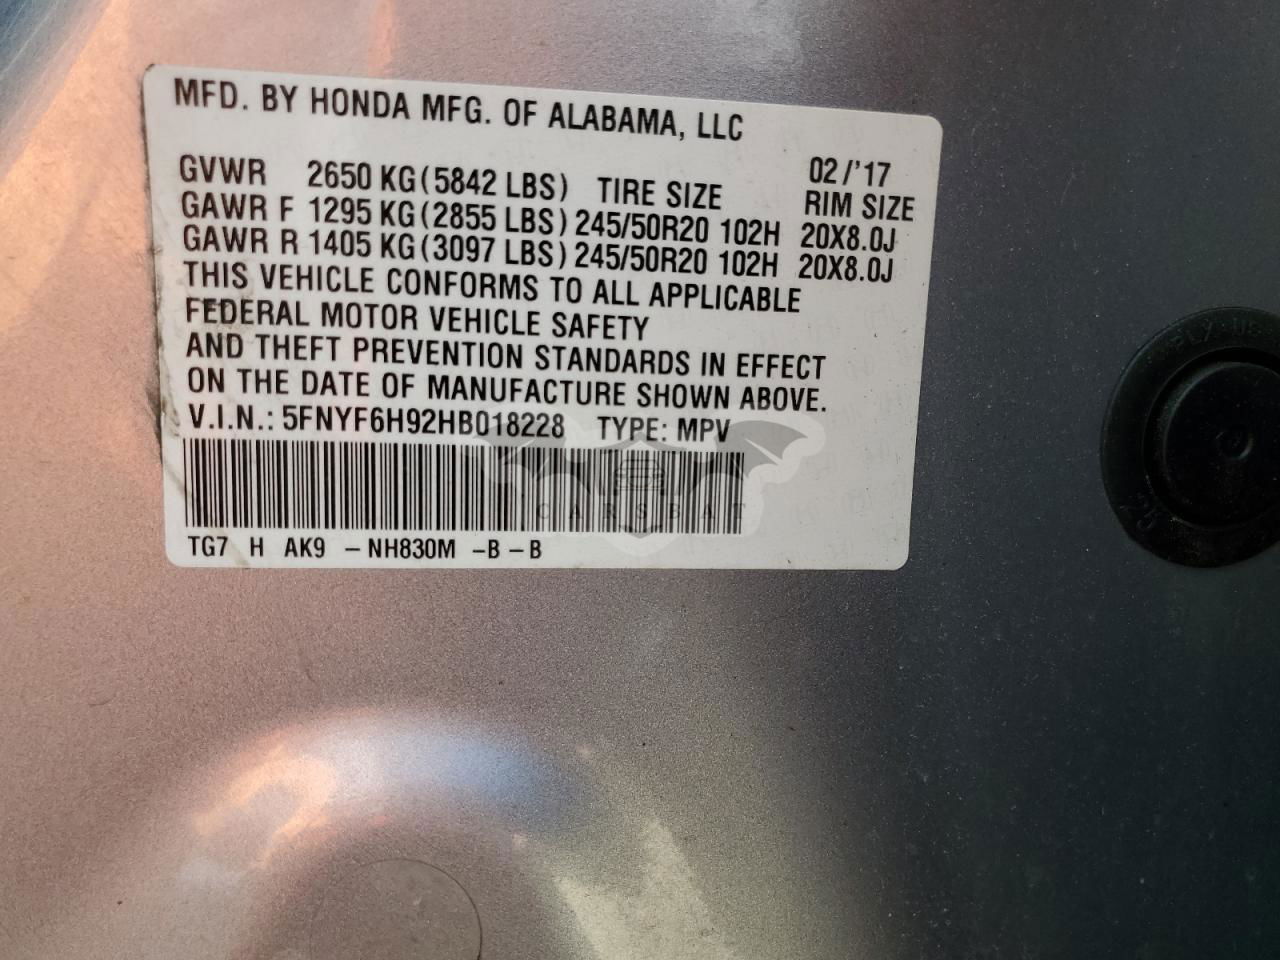 MFD. BY HONDA MFG. OF ALABAMA, LLC
02/'17
GVWR 2650 KG(5842 LBS) TIRE SIZE RIM SIZE
GAWR F 1295 KG(2855 LBS) 245/50R20 102H 20X8.0J
GAWR R 1405 KG(3097 LBS) 245/50R20 102H 20X8.0J
THIS VEHICLE CONFORMS TO ALL APPLICABLE
FEDERAL MOTOR VEHICLE SAFETY
AND THEFT PREVENTION STANDARDS IN EFFECT
ON THE DATE OF MANUFACTURE SHOWN ABOVE.
V.I.N.: 5FNYF6H92HB018228 TYPE: MPV
CARSBAT
TG7 H AK9 -NH830M -B-B
25